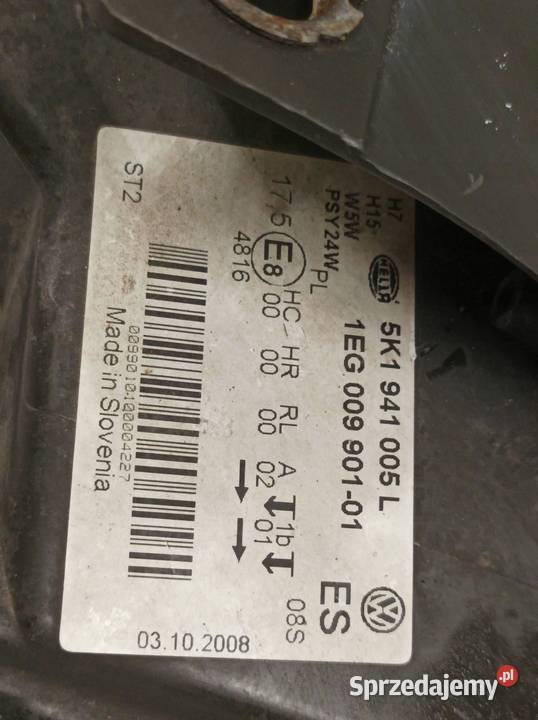 H7
H15
W5W
PSY24W
HELLA
5K1 941 005 L
1EG 009 901-01
ES
PL
17,5 E8 HC/HR RL A 1b
00 00 00 02 01
4816
08S
ST2
00990104000004227
Made in Slovenia
03.10.2008
Sprzedajemy.pl